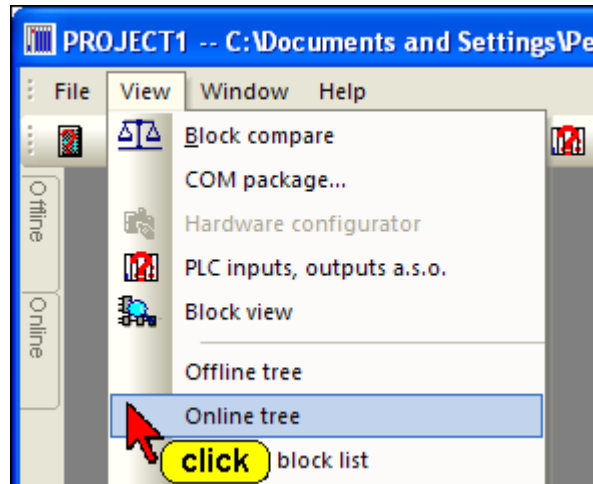 PROJECT1 -- C:\Documents and Settings\Pe
File View Window Help
Block compare
COM package...
Hardware configurator
PLC inputs, outputs a.s.o.
Block view
Offline tree
Online tree
click block list
Offline
Online